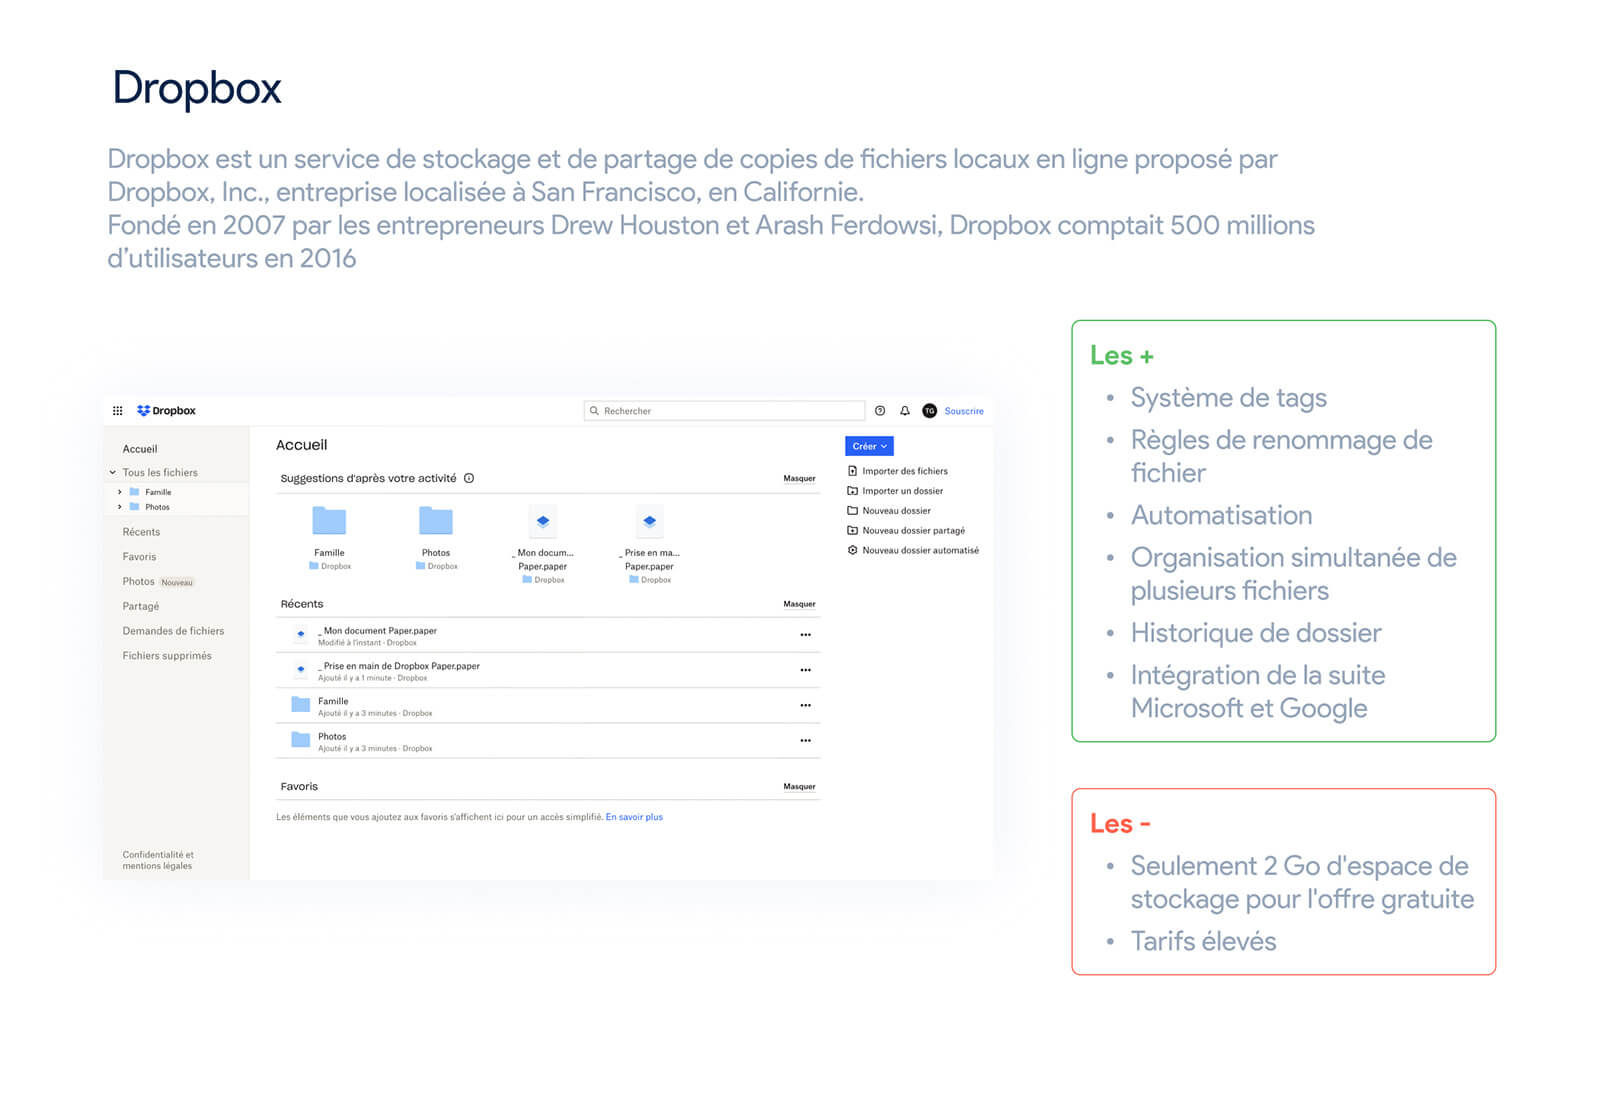 Dropbox
Dropbox est un service de stockage et de partage de copies de fichiers locaux en ligne proposé par
Dropbox, Inc., entreprise localisée à San Francisco, en Californie.
Fondé en 2007 par les entrepreneurs Drew Houston et Arash Ferdowsi, Dropbox comptait 500 millions
d'utilisateurs en 2016
Dropbox
Rechercher
TG
Souscrire
Accueil
Tous les fichiers
Famille
Photos
Récents
Favoris
Photos Nouveau
Partagé
Demandes de fichiers
Fichiers supprimés
Confidentialité et
mentions légales
Accueil
Suggestions d'après votre activité
Masquer
Famille
Dropbox
Photos
Dropbox
_ Mon docum...
Paper.paper
Dropbox
_ Prise en ma...
Paper.paper
Dropbox
Récents
Masquer
_ Mon document Paper.paper
Modifié à l'instant · Dropbox
_ Prise en main de Dropbox Paper.paper
Ajouté il y a 1 minute · Dropbox
Famille
Ajouté il y a 3 minutes · Dropbox
Photos
Ajouté il y a 3 minutes · Dropbox
Favoris
Masquer
Les éléments que vous ajoutez aux favoris s'affichent ici pour un accès simplifié. En savoir plus
Créer
Importer des fichiers
Importer un dossier
Nouveau dossier
Nouveau dossier partagé
Nouveau dossier automatisé
Les +
• Système de tags
• Règles de renommage de
fichier
• Automatisation
• Organisation simultanée de
plusieurs fichiers
• Historique de dossier
• Intégration de la suite
Microsoft et Google
Les -
• Seulement 2 Go d'espace de
stockage pour l'offre gratuite
• Tarifs élevés